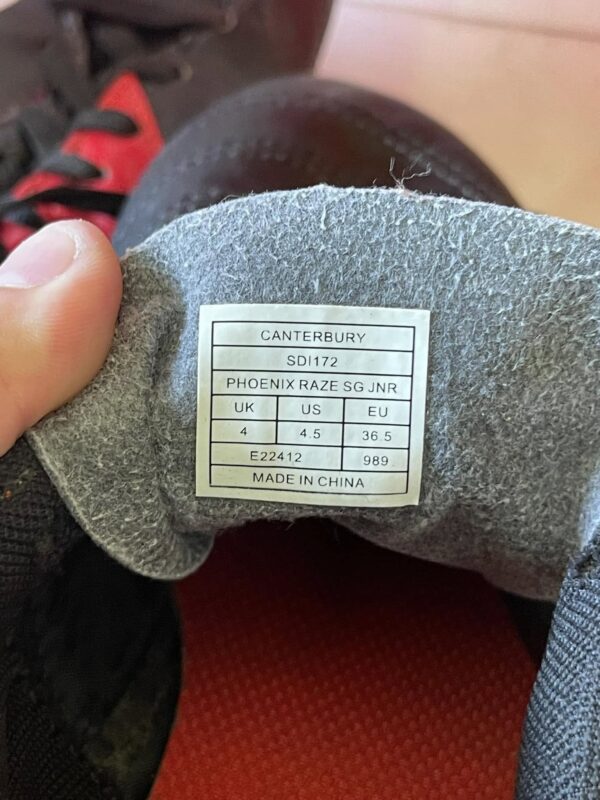 CANTERBURY
SDI172
PHOENIX RAZE SG JNR
UK US EU
4 4.5 36.5
E22412 989
MADE IN CHINA